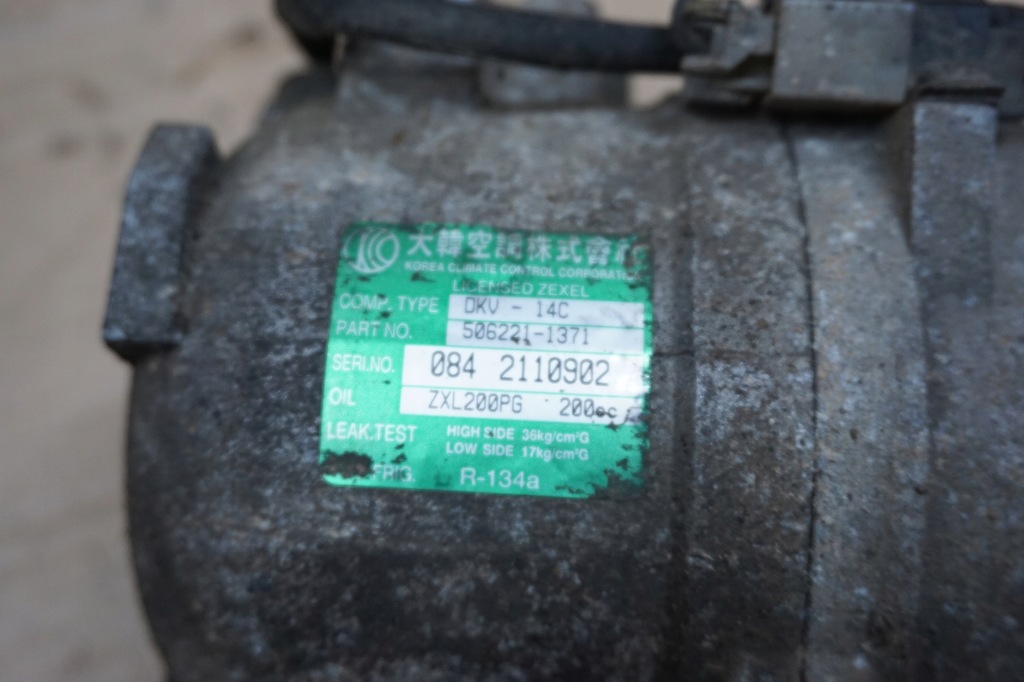 大韓空調株式會社
KOREA CLIMATE CONTROL CORPORATION
LICENSED ZEXEL
COMP. TYPE DKV - 14C
PART NO. 506221-1371
SERI.NO. 084 2110902
OIL ZXL200PG 200cc
LEAK.TEST HIGH SIDE 36kg/cm²G
LOW SIDE 17kg/cm²G
FRIG. R-134a